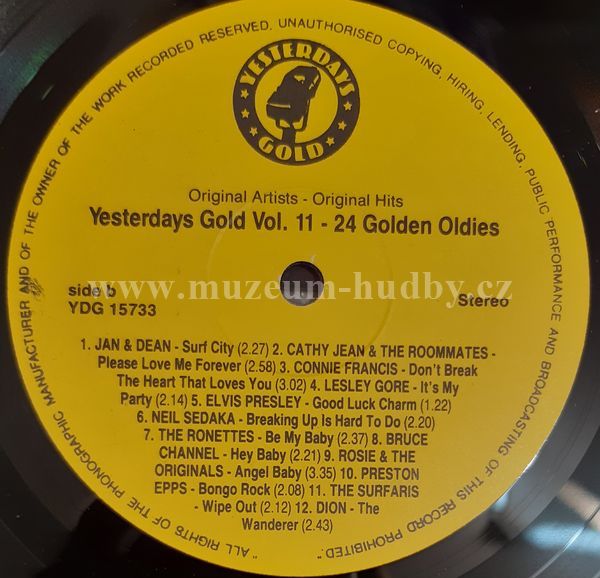 "ALL RIGHTS OF THE PHONOGRAPHIC MANUFACTURER AND OF THE OWNER OF THE WORK RECORDED RESERVED. UNAUTHORISED COPYING, HIRING, LENDING, PUBLIC PERFORMANCE AND BROADCASTING OF THIS RECORD PROHIBITED."
YESTERDAYS
GOLD
Original Artists - Original Hits
Yesterdays Gold Vol. 11 - 24 Golden Oldies
www.muzeum-hudby.cz
side b
YDG 15733
Stereo
1. JAN & DEAN - Surf City (2.27) 2. CATHY JEAN & THE ROOMMATES -
Please Love Me Forever (2.58) 3. CONNIE FRANCIS - Don't Break
The Heart That Loves You (3.02) 4. LESLEY GORE - It's My
Party (2.14) 5. ELVIS PRESLEY - Good Luck Charm (1.22)
6. NEIL SEDAKA - Breaking Up Is Hard To Do (2.20)
7. THE RONETTES - Be My Baby (2.37) 8. BRUCE
CHANNEL - Hey Baby (2.21) 9. ROSIE & THE
ORIGINALS - Angel Baby (3.35) 10. PRESTON
EPPS - Bongo Rock (2.08) 11. THE SURFARIS
- Wipe Out (2.12) 12. DION - The
Wanderer (2.43)